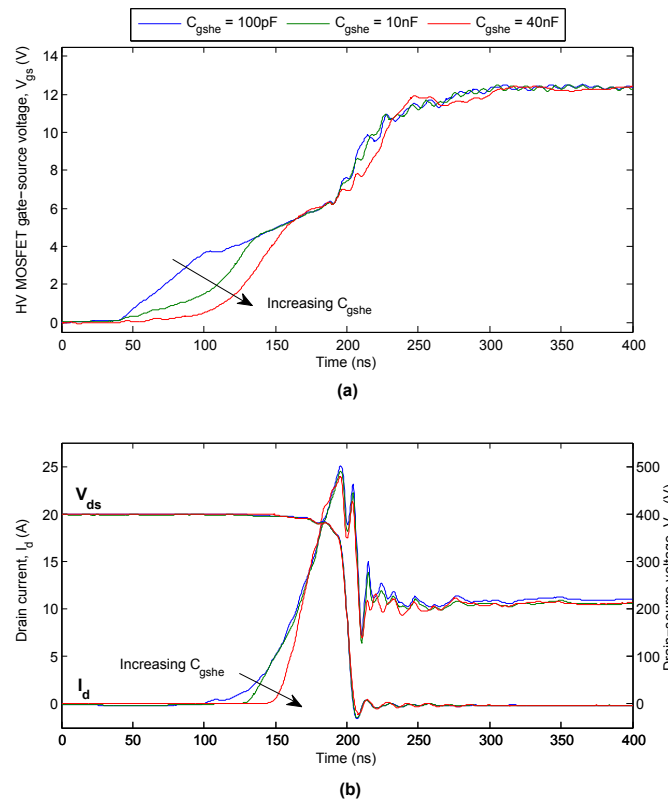 C_gshe = 100pF C_gshe = 10nF C_gshe = 40nF
HV MOSFET gate−source voltage, V_gs (V)
14
12
10
8
6
4
2
0
Increasing C_gshe
0 50 100 150 200 250 300 350 400
Time (ns)
(a)
Drain current, I_d (A)
25
20
15
10
5
0
V_ds
I_d
Increasing C_gshe
500
400
300
200
100
0
Drain−source voltage, (V)
0 50 100 150 200 250 300 350 400
Time (ns)
(b)